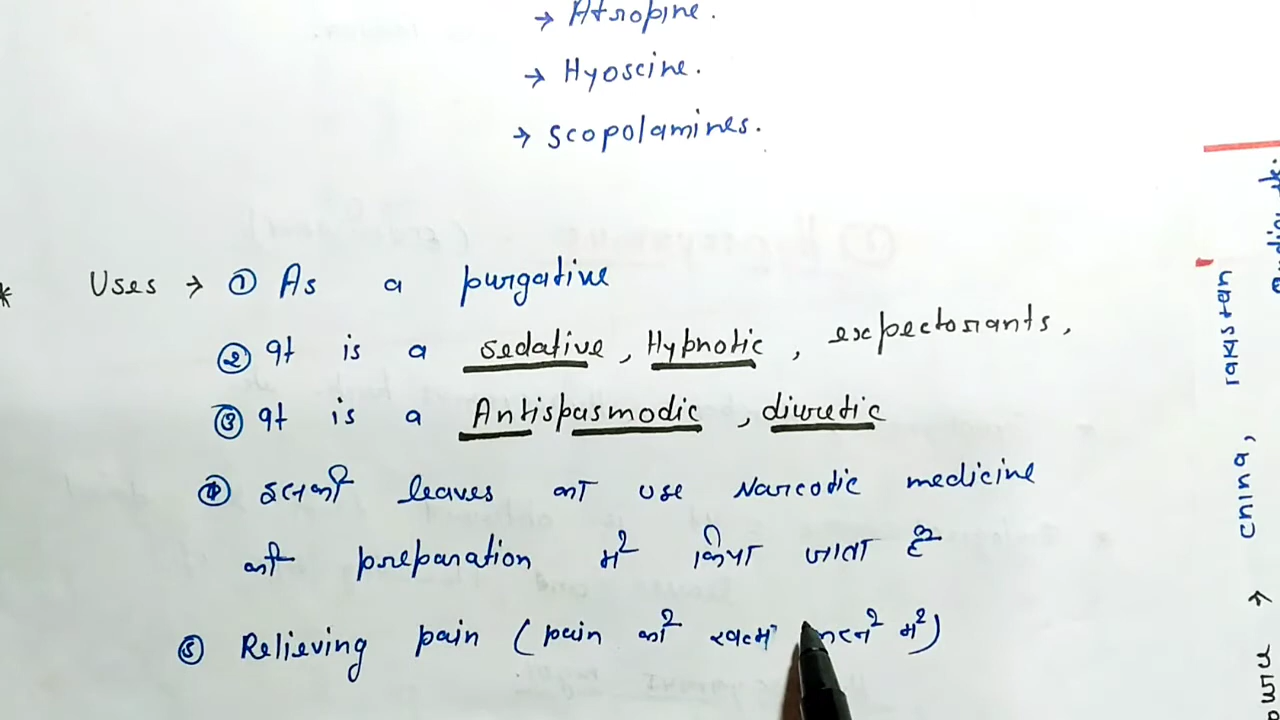 → Atropine.
→ Hyoscine.
→ Scopolamines.
* Uses → ① As a purgative
② It is a sedative, Hypnotic, expectorants,
③ It is a Antispasmodic, diuretic
④ इसकी leaves का use Narcotic medicine
की preparation में किया जाता है
⑤ Relieving pain (pain को खत्म करने में)
China, Pakistan